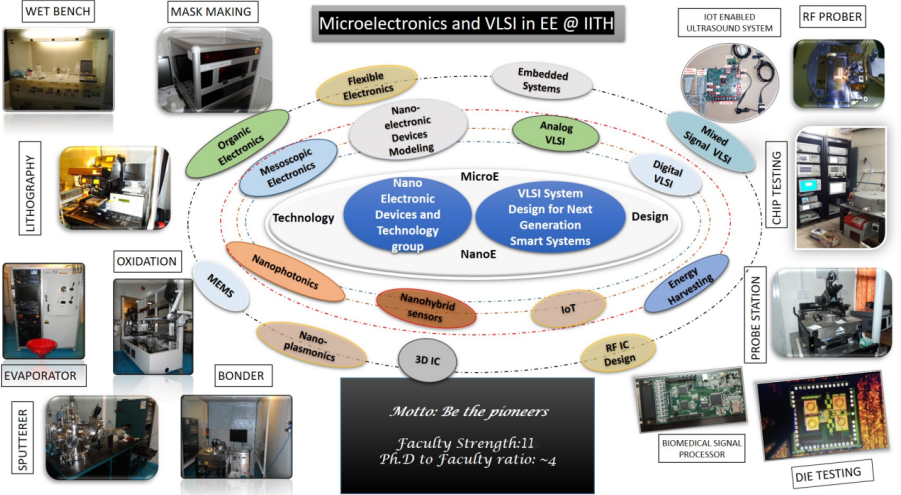 WET BENCH
MASK MAKING
Microelectronics and VLSI in EE @ IITH
IOT ENABLED
ULTRASOUND SYSTEM
RF PROBER
Flexible
Electronics
Embedded
Systems
Organic
Electronics
Nano-
electronic
Devices
Modeling
Analog
VLSI
Mixed
Signal VLSI
Mesoscopic
Electronics
Digital
VLSI
LITHOGRAPHY
CHIP TESTING
MicroE
Technology
Nano
Electronic
Devices and
Technology
group
VLSI System
Design for Next
Generation
Smart Systems
Design
NanoE
OXIDATION
MEMS
Nanophotonics
Nanohybrid
sensors
IoT
Energy
Harvesting
PROBE STATION
Nano-
plasmonics
3D IC
RF IC
Design
EVAPORATOR
BONDER
SPUTTERER
Motto: Be the pioneers
Faculty Strength:11
Ph.D to Faculty ratio: ~4
BIOMEDICAL SIGNAL
PROCESSOR
DIE TESTING